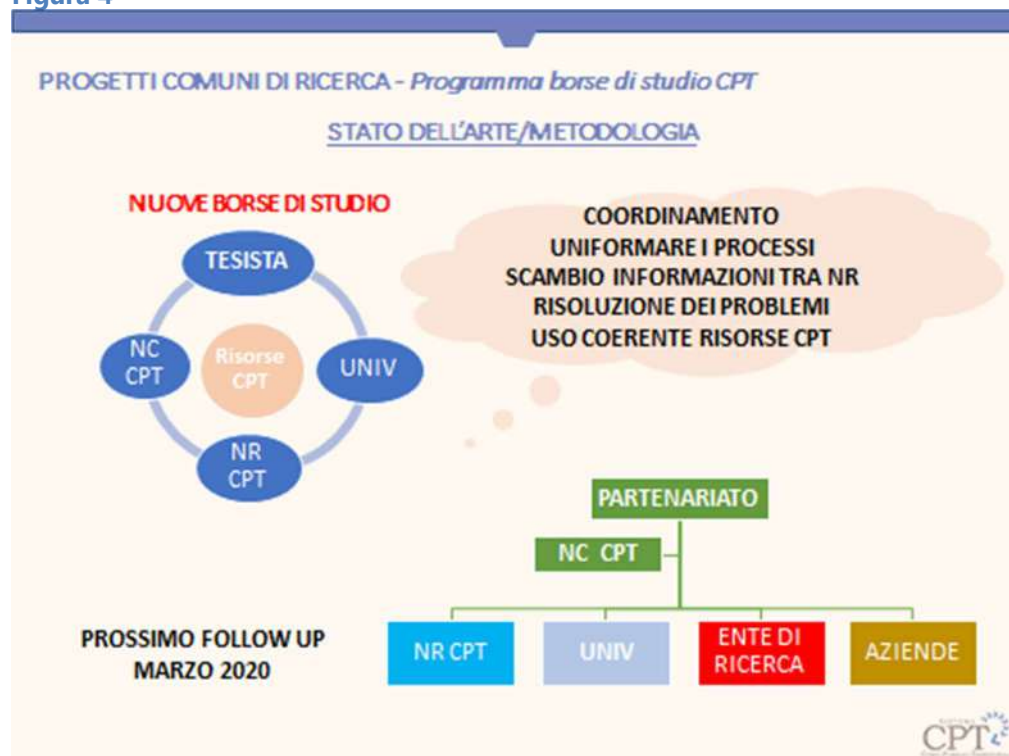 Figura 4
PROGETTI COMUNI DI RICERCA - Programma borse di studio CPT
STATO DELL'ARTE/METODOLOGIA
NUOVE BORSE DI STUDIO
TESISTA
NC
CPT
Risorse
CPT
UNIV
NR
CPT
COORDINAMENTO
UNIFORMARE I PROCESSI
SCAMBIO INFORMAZIONI TRA NR
RISOLUZIONE DEI PROBLEMI
USO COERENTE RISORSE CPT
PARTENARIATO
NC CPT
NR CPT
UNIV
ENTE DI
RICERCA
AZIENDE
PROSSIMO FOLLOW UP
MARZO 2020
CPT